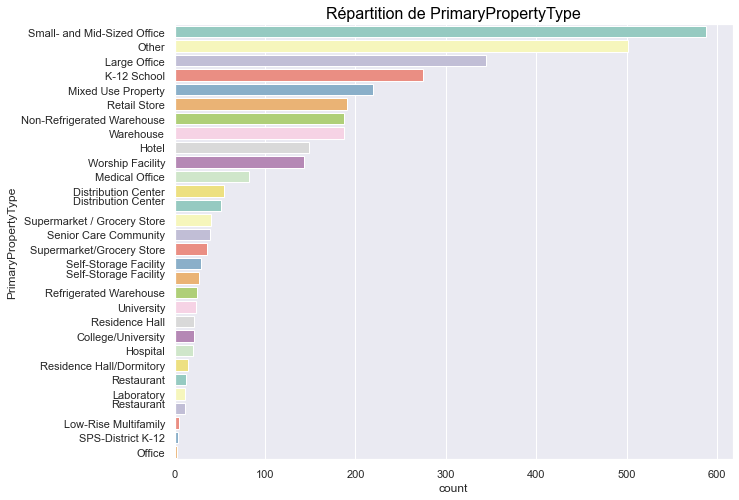 Répartition de PrimaryPropertyType
Small- and Mid-Sized Office
Other
Large Office
K-12 School
Mixed Use Property
Retail Store
Non-Refrigerated Warehouse
Warehouse
Hotel
Worship Facility
Medical Office
Distribution Center
Distribution Center
Supermarket / Grocery Store
Senior Care Community
Supermarket/Grocery Store
Self-Storage Facility
Self-Storage Facility
Refrigerated Warehouse
University
Residence Hall
College/University
Hospital
Residence Hall/Dormitory
Restaurant
Laboratory
Restaurant
Low-Rise Multifamily
SPS-District K-12
Office
PrimaryPropertyType
0 100 200 300 400 500 600
count